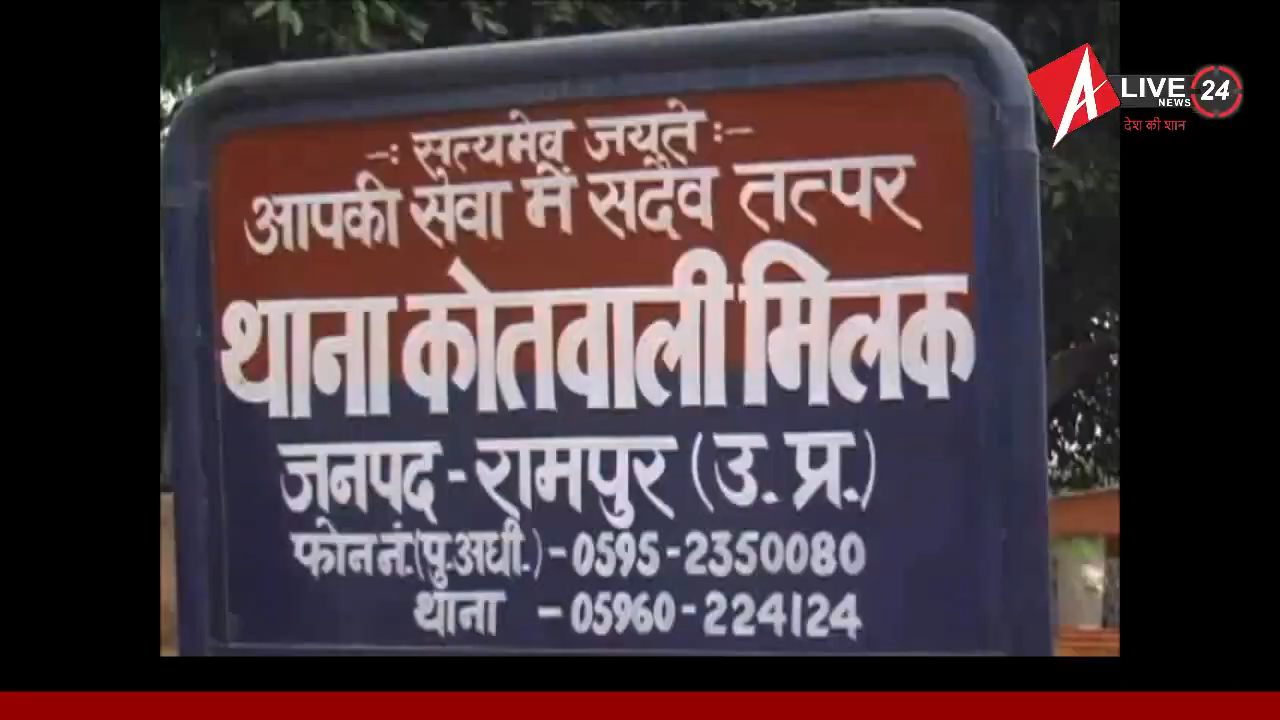 -: सत्यमेव जयते :-
आपकी सेवा में सदैव तत्पर
थाना कोतवाली मिलक
जनपद - रामपुर (उ. प्र.)
फोन नं.(पु.अधी.) - 0595-2350080
थाना - 05960-224124
A LIVE 24
NEWS
देश की शान